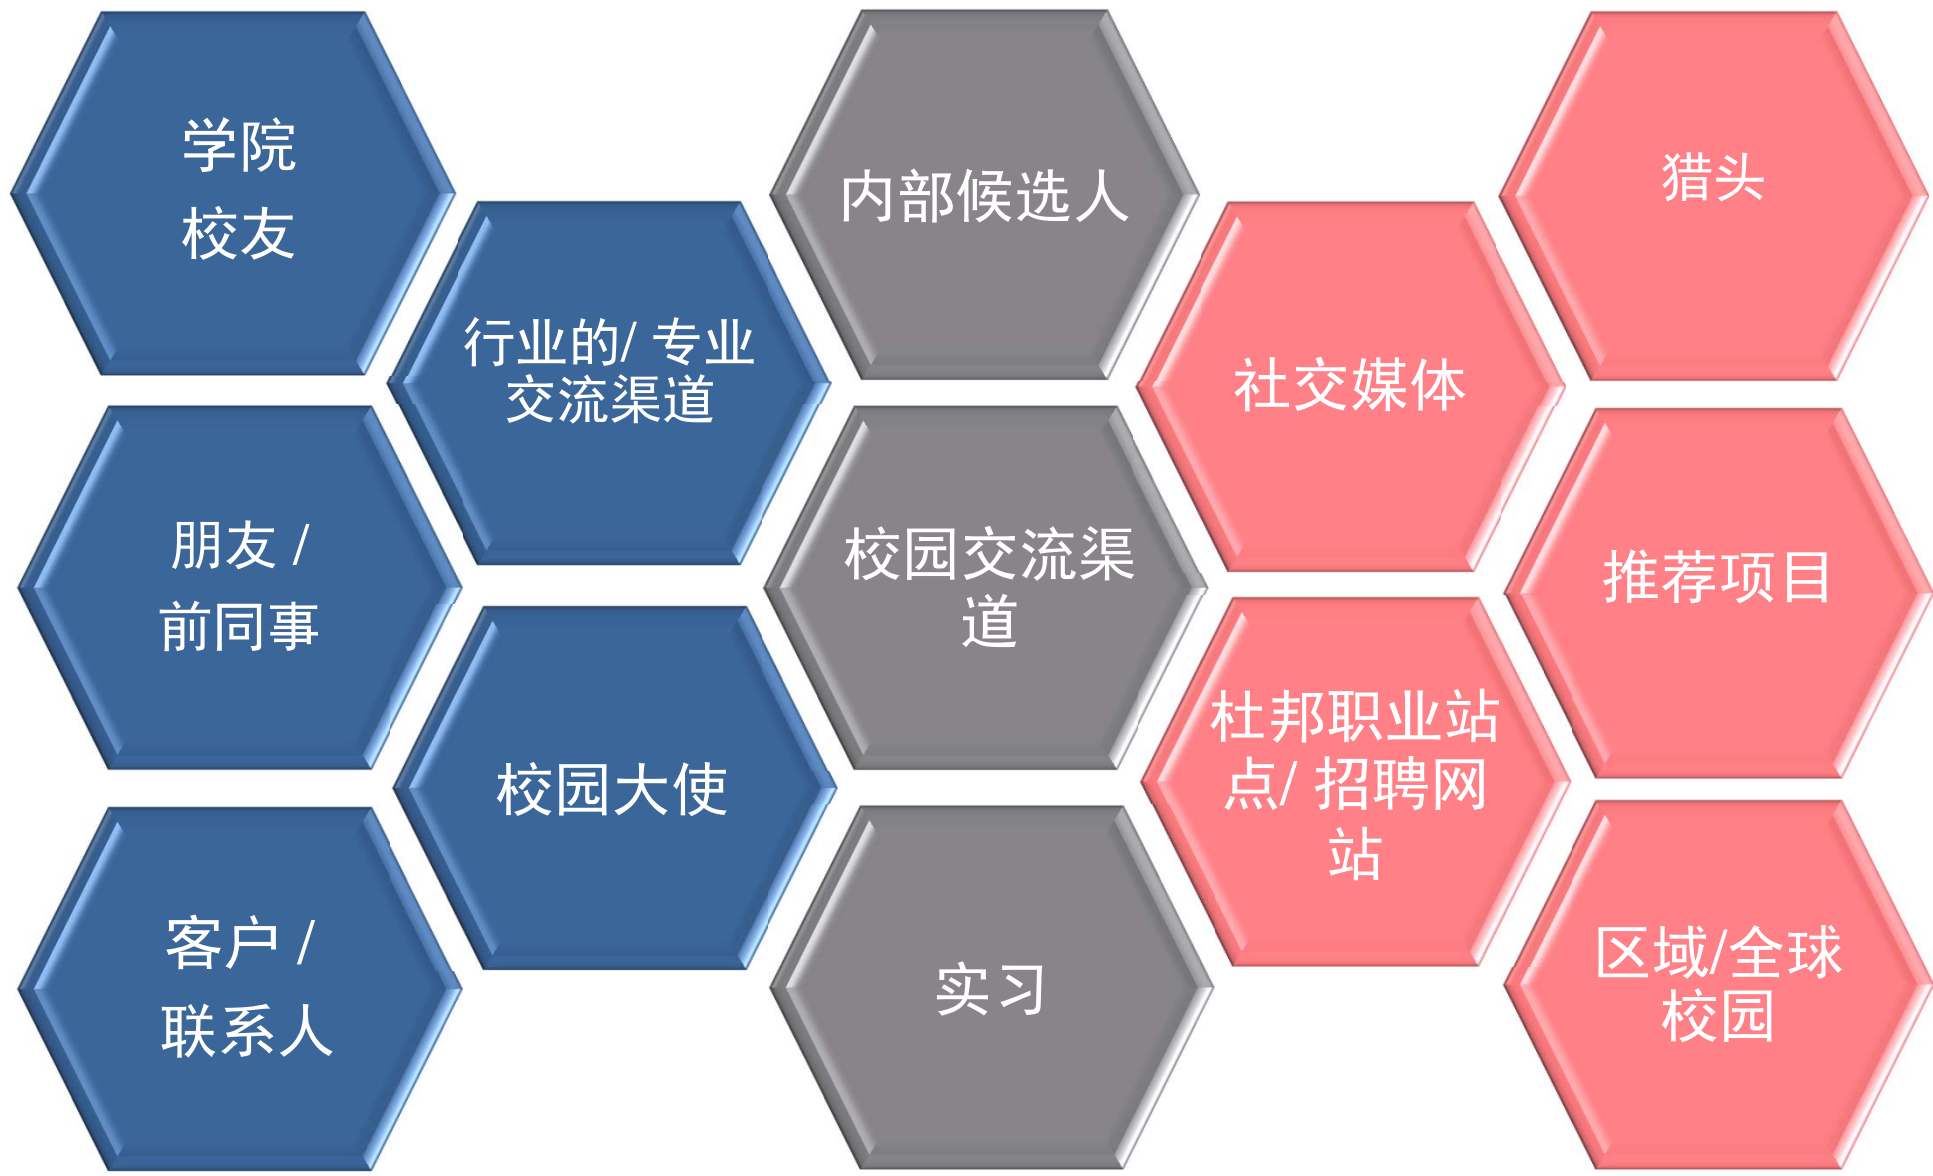 学院
校友
行业的/ 专业
交流渠道
朋友 /
前同事
校园大使
客户 /
联系人
内部候选人
校园交流渠
道
实习
社交媒体
杜邦职业站
点/ 招聘网
站
猎头
推荐项目
区域/全球
校园